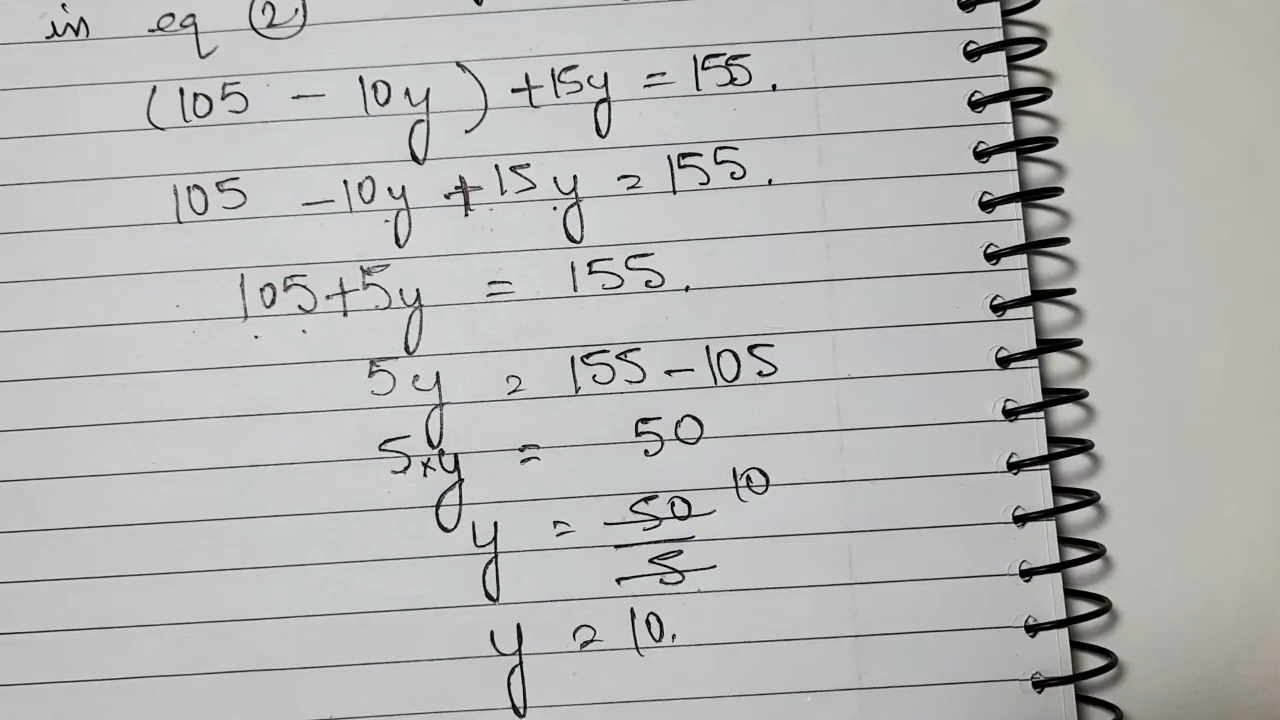 in eq ②
(105 - 10y) + 15y = 155.
105 - 10y + 15y = 155.
105 + 5y = 155.
5y = 155 - 105
5×y = 50
y = 50/5 10
y = 10.